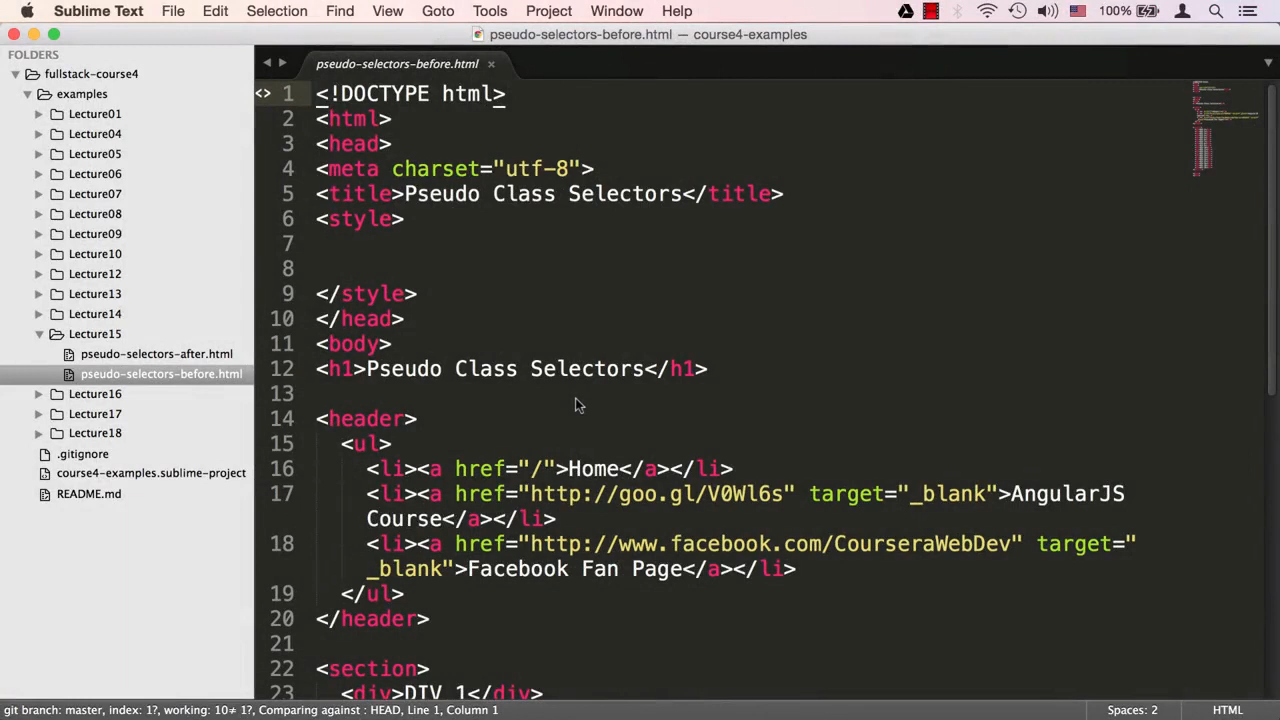 Sublime Text File Edit Selection Find View Goto Tools Project Window Help 100%
pseudo-selectors-before.html — course4-examples
FOLDERS
fullstack-course4
examples
Lecture01
Lecture04
Lecture05
Lecture06
Lecture07
Lecture08
Lecture09
Lecture10
Lecture12
Lecture13
Lecture14
Lecture15
pseudo-selectors-after.html
pseudo-selectors-before.html
Lecture16
Lecture17
Lecture18
.gitignore
course4-examples.sublime-project
README.md
pseudo-selectors-before.html ×
<> 1 <!DOCTYPE html>
2 <html>
3 <head>
4 <meta charset="utf-8">
5 <title>Pseudo Class Selectors</title>
6 <style>
7
8
9 </style>
10 </head>
11 <body>
12 <h1>Pseudo Class Selectors</h1>
13
14 <header>
15 <ul>
16 <li><a href="/">Home</a></li>
17 <li><a href="http://goo.gl/V0Wl6s" target="_blank">AngularJS
Course</a></li>
18 <li><a href="http://www.facebook.com/CourseraWebDev" target="
_blank">Facebook Fan Page</a></li>
19 </ul>
20 </header>
21
22 <section>
23 <div>DIV 1</div>
git branch: master, index: 1?, working: 10≠ 1?, Comparing against : HEAD, Line 1, Column 1 Spaces: 2 HTML